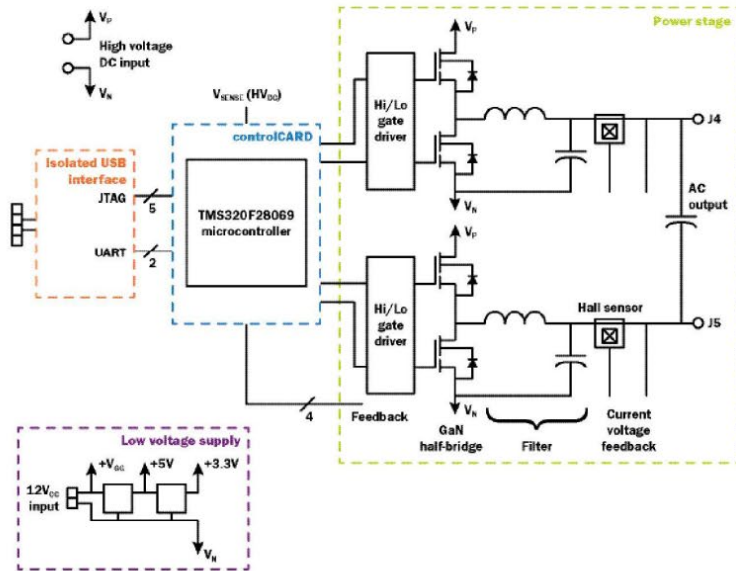 Power stage
VP
High voltage
DC input
VN
VSENSE (HVDC)
controlCARD
Isolated USB
interface
JTAG
5
UART
2
TMS320F28069
microcontroller
Hi/Lo
gate
driver
VP
VN
J4
AC
output
VP
Hi/Lo
gate
driver
Hall sensor
J5
VN
4
Feedback
GaN
half-bridge
Filter
Current
voltage
feedback
Low voltage supply
+VGG
+5V
+3.3V
12VCC
input
VN